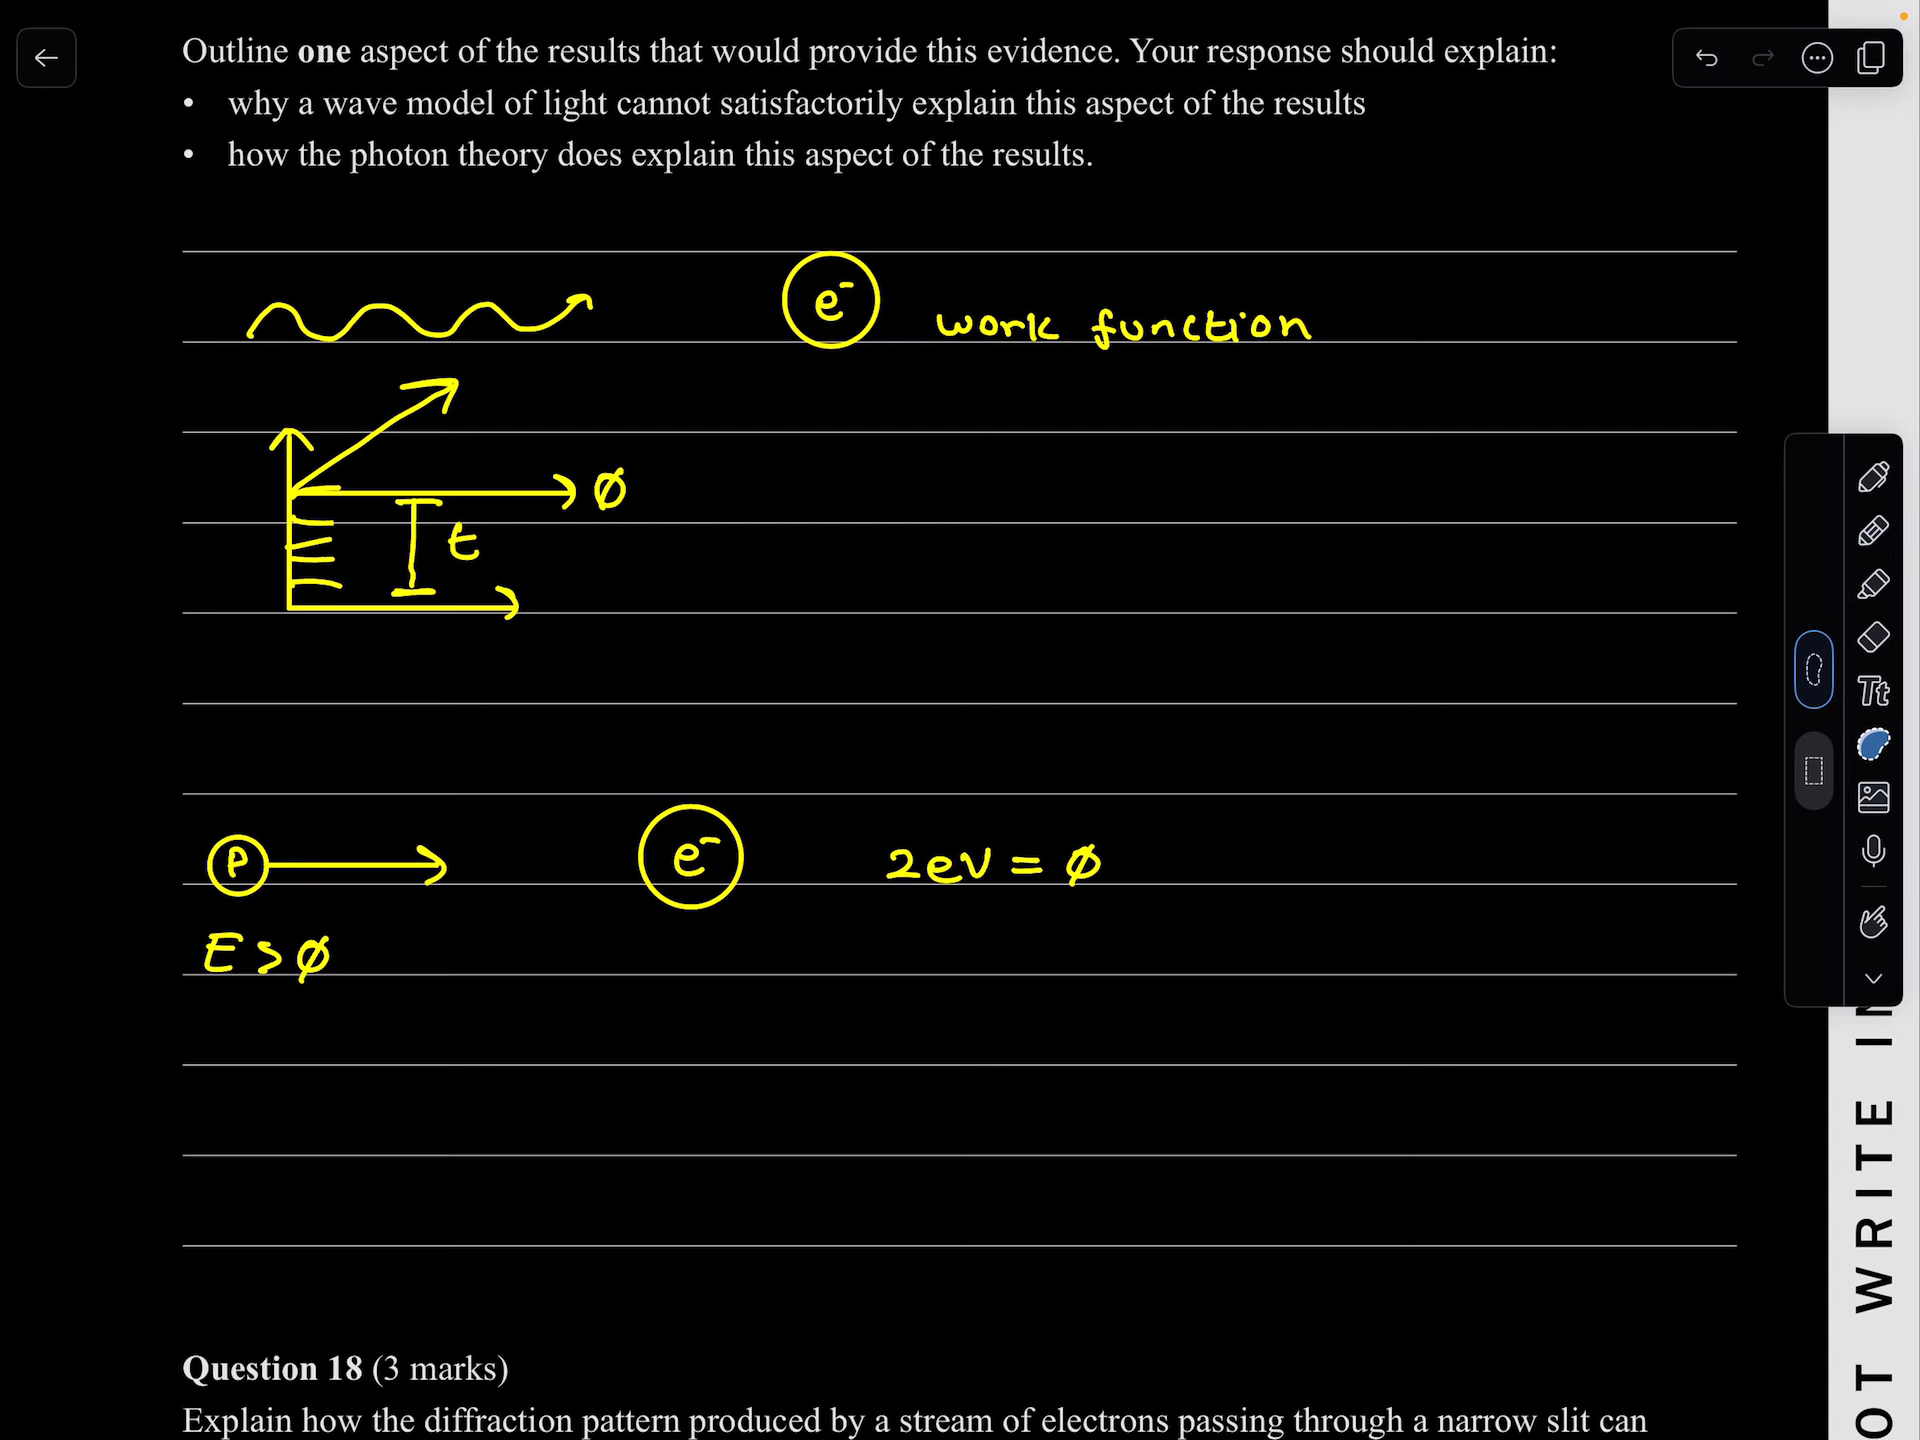 Outline one aspect of the results that would provide this evidence. Your response should explain:
• why a wave model of light cannot satisfactorily explain this aspect of the results
• how the photon theory does explain this aspect of the results.
e⁻ work function
Ø
t
P e⁻ 2eV = Ø
E > Ø
Question 18 (3 marks)
Explain how the diffraction pattern produced by a stream of electrons passing through a narrow slit can
Tt
OT WRITE IN